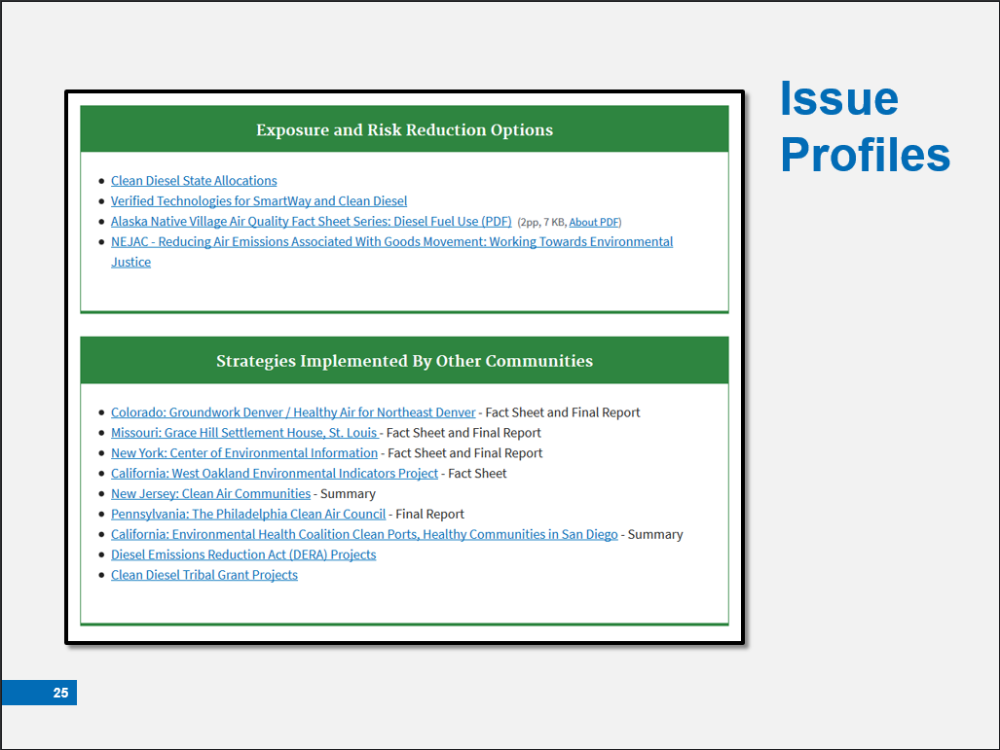 Issue
Profiles
Exposure and Risk Reduction Options
Clean Diesel State Allocations
Verified Technologies for SmartWay and Clean Diesel
Alaska Native Village Air Quality Fact Sheet Series: Diesel Fuel Use (PDF) (2pp, 7 KB, About PDF)
NEJAC - Reducing Air Emissions Associated With Goods Movement: Working Towards Environmental
Justice
Strategies Implemented By Other Communities
Colorado: Groundwork Denver / Healthy Air for Northeast Denver - Fact Sheet and Final Report
Missouri: Grace Hill Settlement House, St. Louis - Fact Sheet and Final Report
New York: Center of Environmental Information - Fact Sheet and Final Report
California: West Oakland Environmental Indicators Project - Fact Sheet
New Jersey: Clean Air Communities - Summary
Pennsylvania: The Philadelphia Clean Air Council - Final Report
California: Environmental Health Coalition Clean Ports, Healthy Communities in San Diego - Summary
Diesel Emissions Reduction Act (DERA) Projects
Clean Diesel Tribal Grant Projects
25